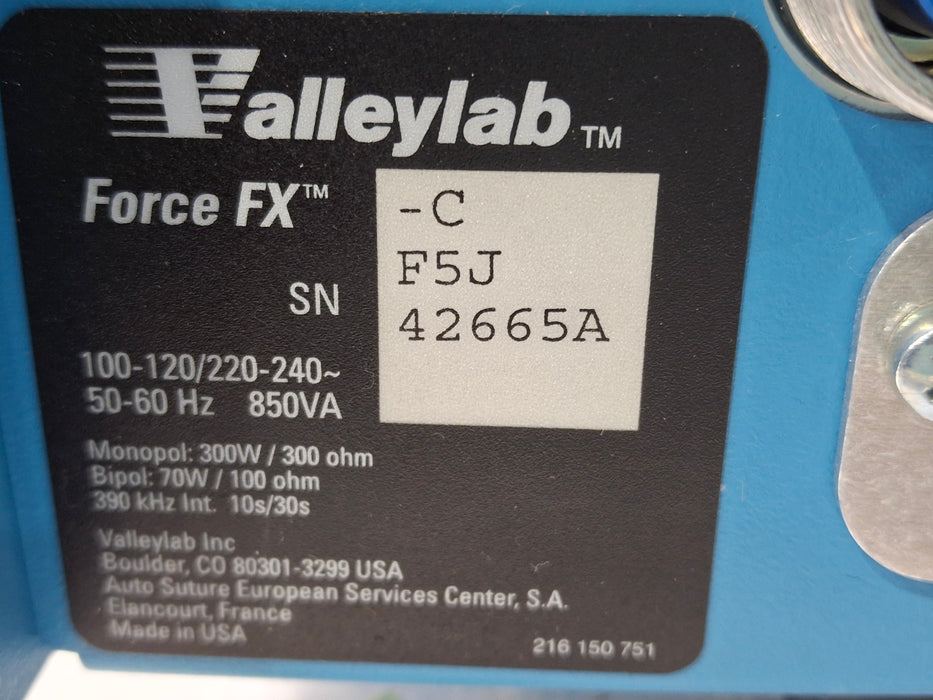 Valleylab™
Force FX™ -C
SN F5J
42665A
100-120/220-240~
50-60 Hz 850VA
Monopol: 300W / 300 ohm
Bipol: 70W / 100 ohm
390 kHz Int. 10s/30s
Valleylab Inc
Boulder, CO 80301-3299 USA
Auto Suture European Services Center, S.A.
Elancourt, France
Made in USA
216 150 751